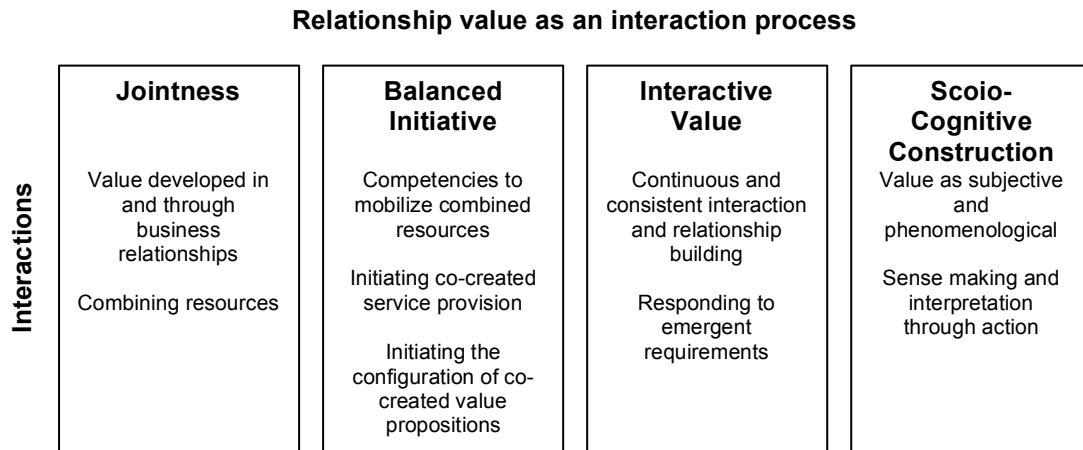 Relationship value as an interaction process
Interactions
Jointness
Value developed in
and through
business
relationships
Combining resources
Balanced
Initiative
Competencies to
mobilize combined
resources
Initiating co-created
service provision
Initiating the
configuration of co-
created value
propositions
Interactive
Value
Continuous and
consistent interaction
and relationship
building
Responding to
emergent
requirements
Scoio-
Cognitive
Construction
Value as subjective
and
phenomenological
Sense making and
interpretation
through action